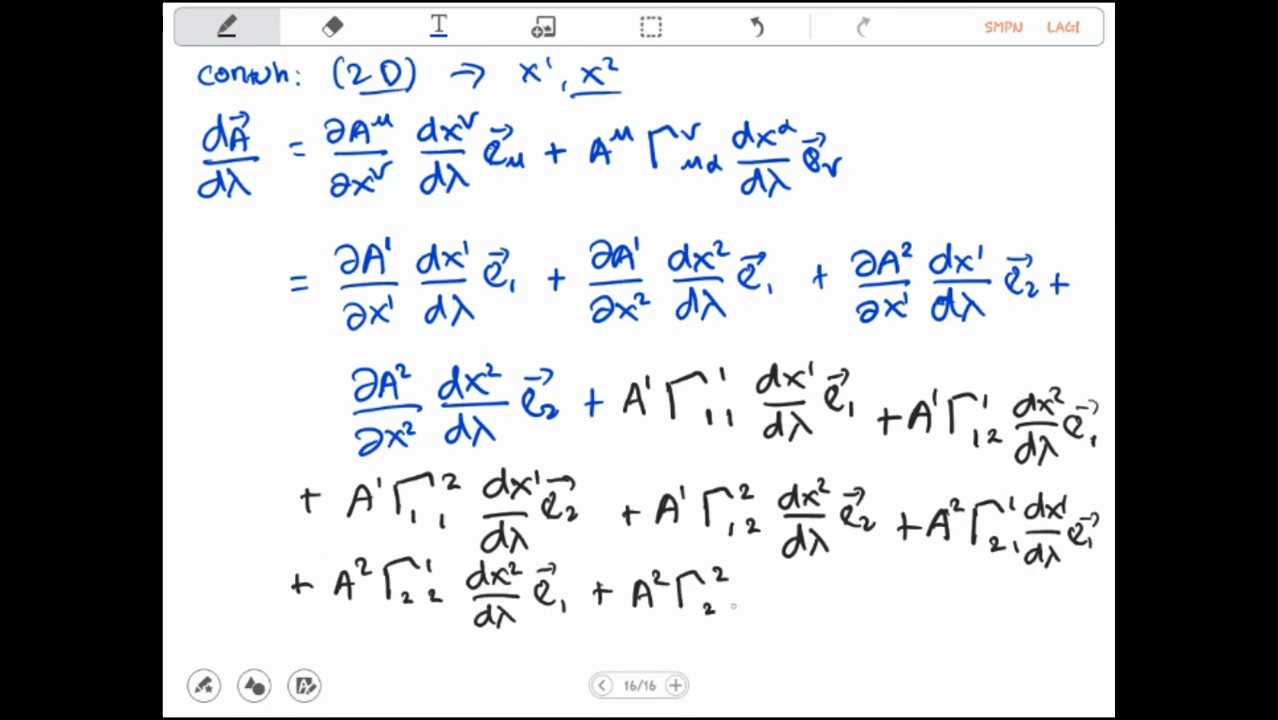 SMPN LAGI
contoh: (2D) → x¹, x²
dA⃗/dλ = ∂A^μ/∂x^ν dx^ν/dλ e⃗_μ + A^μ Γ^ν_μα dx^α/dλ e⃗_ν
= ∂A¹/∂x¹ dx¹/dλ e⃗₁ + ∂A¹/∂x² dx²/dλ e⃗₁ + ∂A²/∂x¹ dx¹/dλ e⃗₂ +
∂A²/∂x² dx²/dλ e⃗₂ + A¹ Γ¹₁₁ dx¹/dλ e⃗₁ + A¹ Γ¹₁₂ dx²/dλ e⃗₁
+ A¹ Γ²₁₁ dx¹/dλ e⃗₂ + A¹ Γ²₁₂ dx²/dλ e⃗₂ + A² Γ¹₂₁ dx¹/dλ e⃗₁
+ A² Γ¹₂₂ dx²/dλ e⃗₁ + A² Γ²₂
16/16